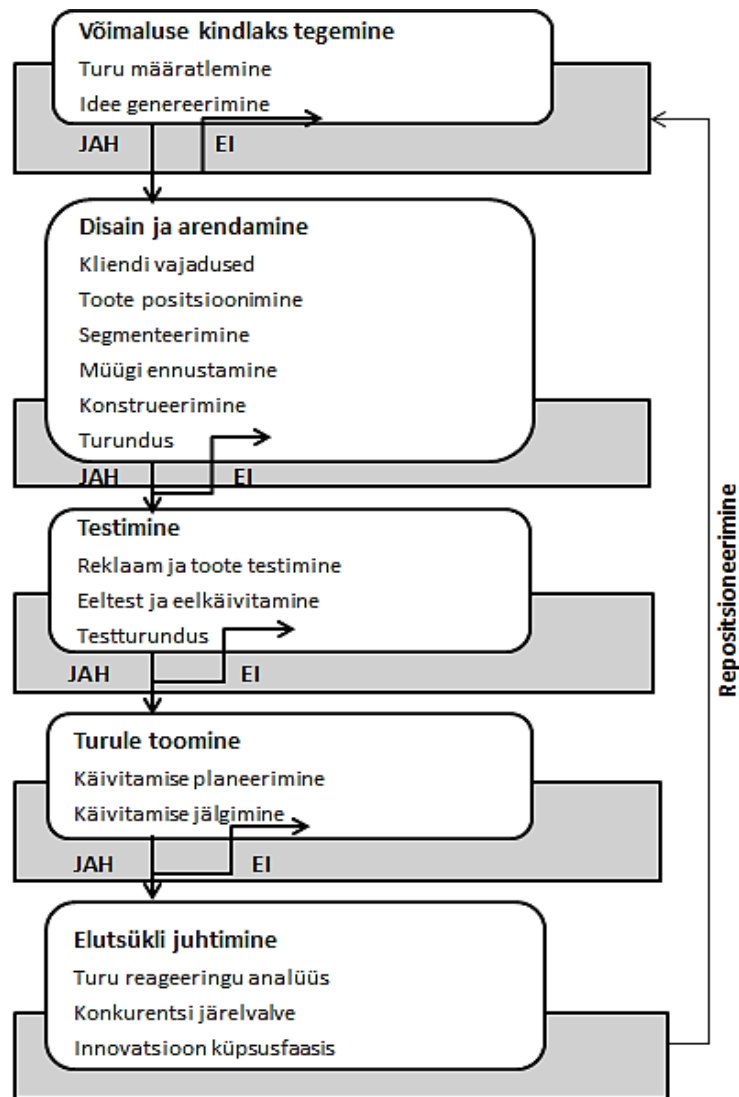 Võimaluse kindlaks tegemine
Turu määratlemine
Idee genereerimine
JAH EI
Disain ja arendamine
Kliendi vajadused
Toote positsioonimine
Segmenteerimine
Müügi ennustamine
Konstrueerimine
Turundus
JAH EI
Testimine
Reklaam ja toote testimine
Eeltest ja eelkäivitamine
Testturundus
JAH EI
Turule toomine
Käivitamise planeerimine
Käivitamise jälgimine
JAH EI
Elutsükli juhtimine
Turu reageeringu analüüs
Konkurentsi järelvalve
Innovatsioon küpsusfaasis
Repositsioneerimine